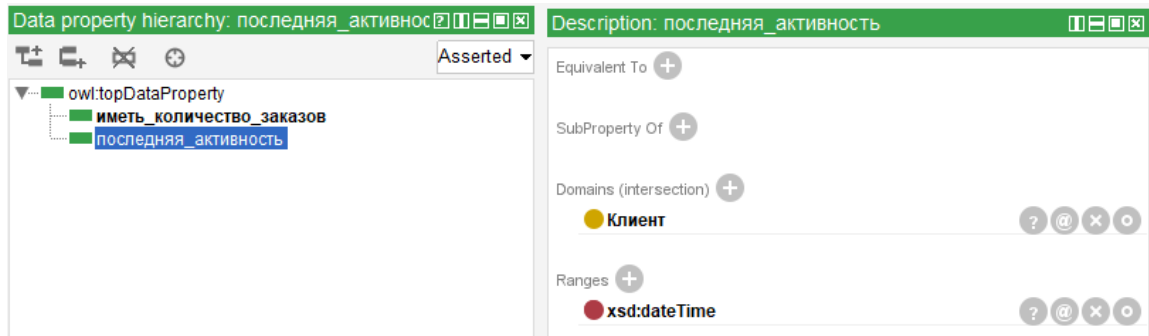 Data property hierarchy: последняя_активнос
Asserted
owl:topDataProperty
иметь_количество_заказов
последняя_активность
Description: последняя_активность
Equivalent To
SubProperty Of
Domains (intersection)
Клиент
Ranges
xsd:dateTime